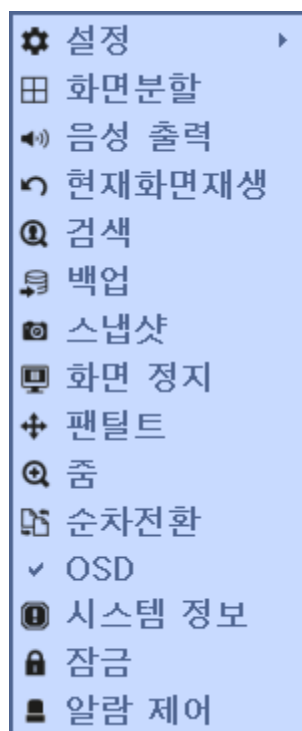 설정
화면분할
음성 출력
현재화면재생
검색
백업
스냅샷
화면 정지
팬틸트
줌
순차전환
OSD
시스템 정보
잠금
알람 제어